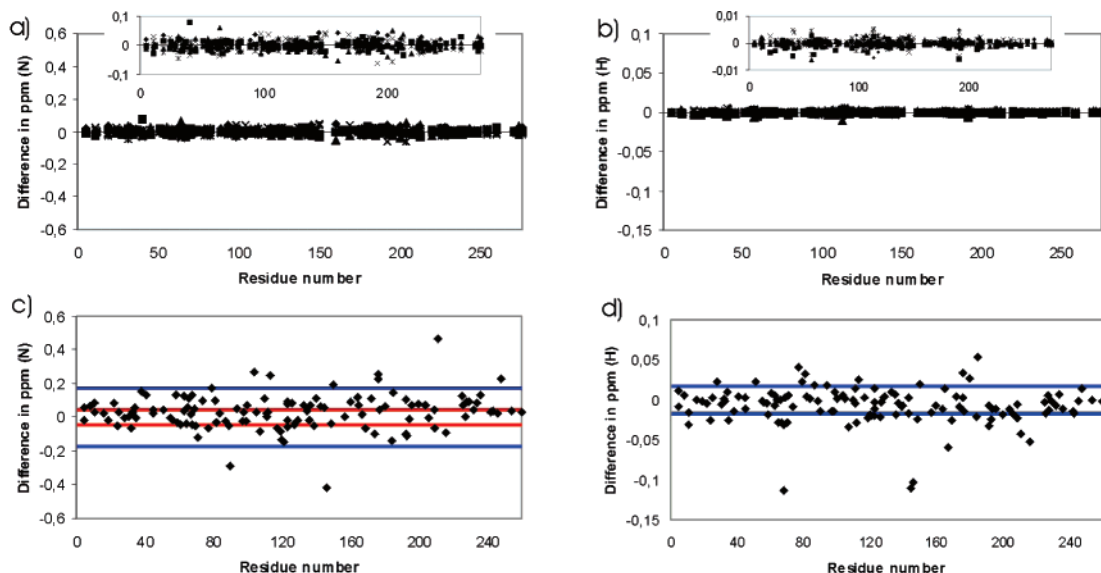 a)
Difference in ppm (N)
0,6
0,4
0,2
0
-0,2
-0,4
-0,6
0,1
0
-0,1
0 100 200
0 50 100 150 200 250
Residue number
b)
Difference in ppm (H)
0,1
0,05
0
-0,05
-0,1
-0,15
0,01
0,000
-0,01
0 100 200
0 50 100 150 200 250
Residue number
c)
Difference in ppm (N)
0,6
0,4
0,2
0
-0,2
-0,4
-0,6
0 40 80 120 160 200 240
Residue number
d)
Difference in ppm (H)
0,1
0,05
0
-0,05
-0,1
-0,15
0 40 80 120 160 200 240
Residue number